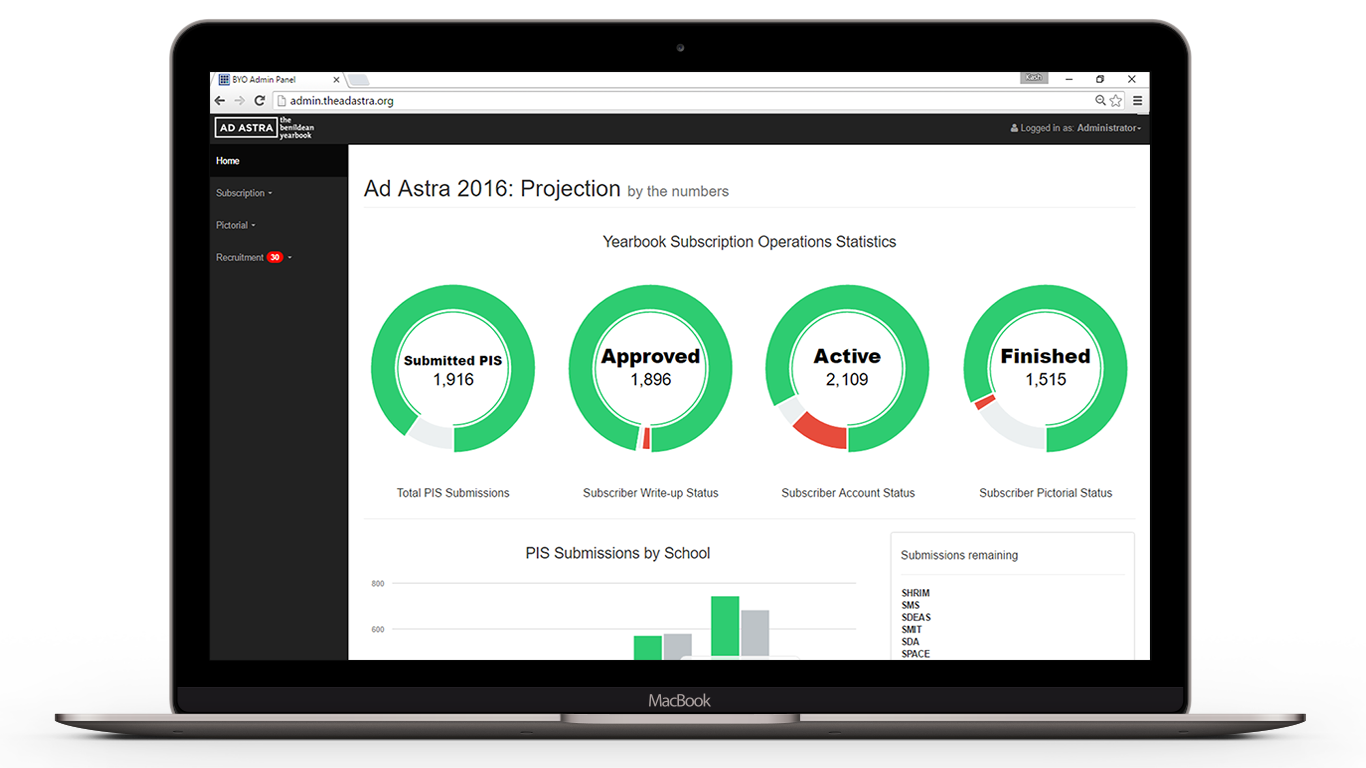 BYO Admin Panel
Kash
admin.theadastra.org
AD ASTRA the
benildean
yearbook
Logged in as: Administrator
Home
Subscription
Pictorial
Recruitment 30
Ad Astra 2016: Projection by the numbers
Yearbook Subscription Operations Statistics
Submitted PIS
1,916
Approved
1,896
Active
2,109
Finished
1,515
Total PIS Submissions
Subscriber Write-up Status
Subscriber Account Status
Subscriber Pictorial Status
PIS Submissions by School
800
600
Submissions remaining
SHRIM
SMS
SDEAS
SMIT
SDA
SPACE
MacBook